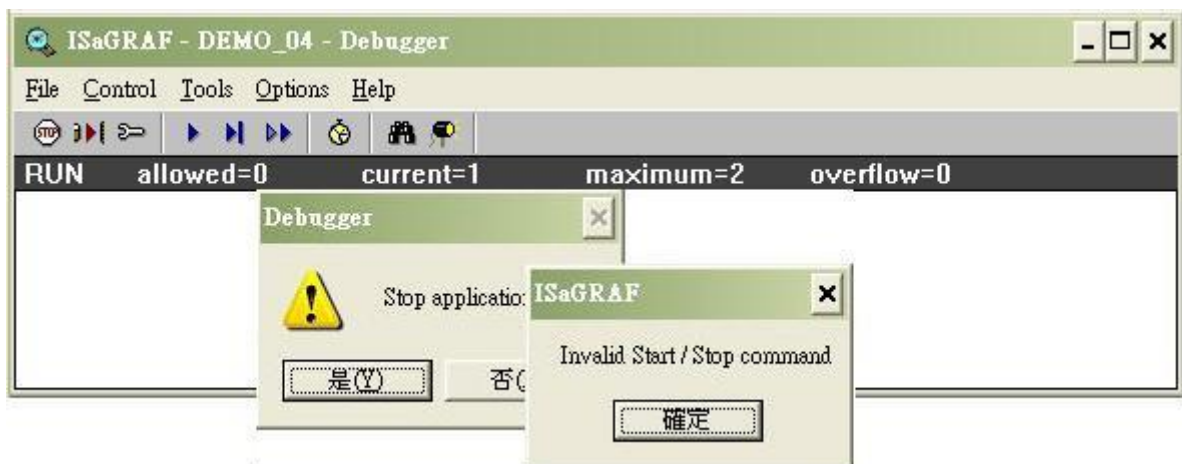 ISaGRAF - DEMO_04 - Debugger
File Control Tools Options Help
STOP
RUN allowed=0 current=1 maximum=2 overflow=0
Debugger
Stop applicatio
是(Y) 否(
ISaGRAF
Invalid Start / Stop command
確定